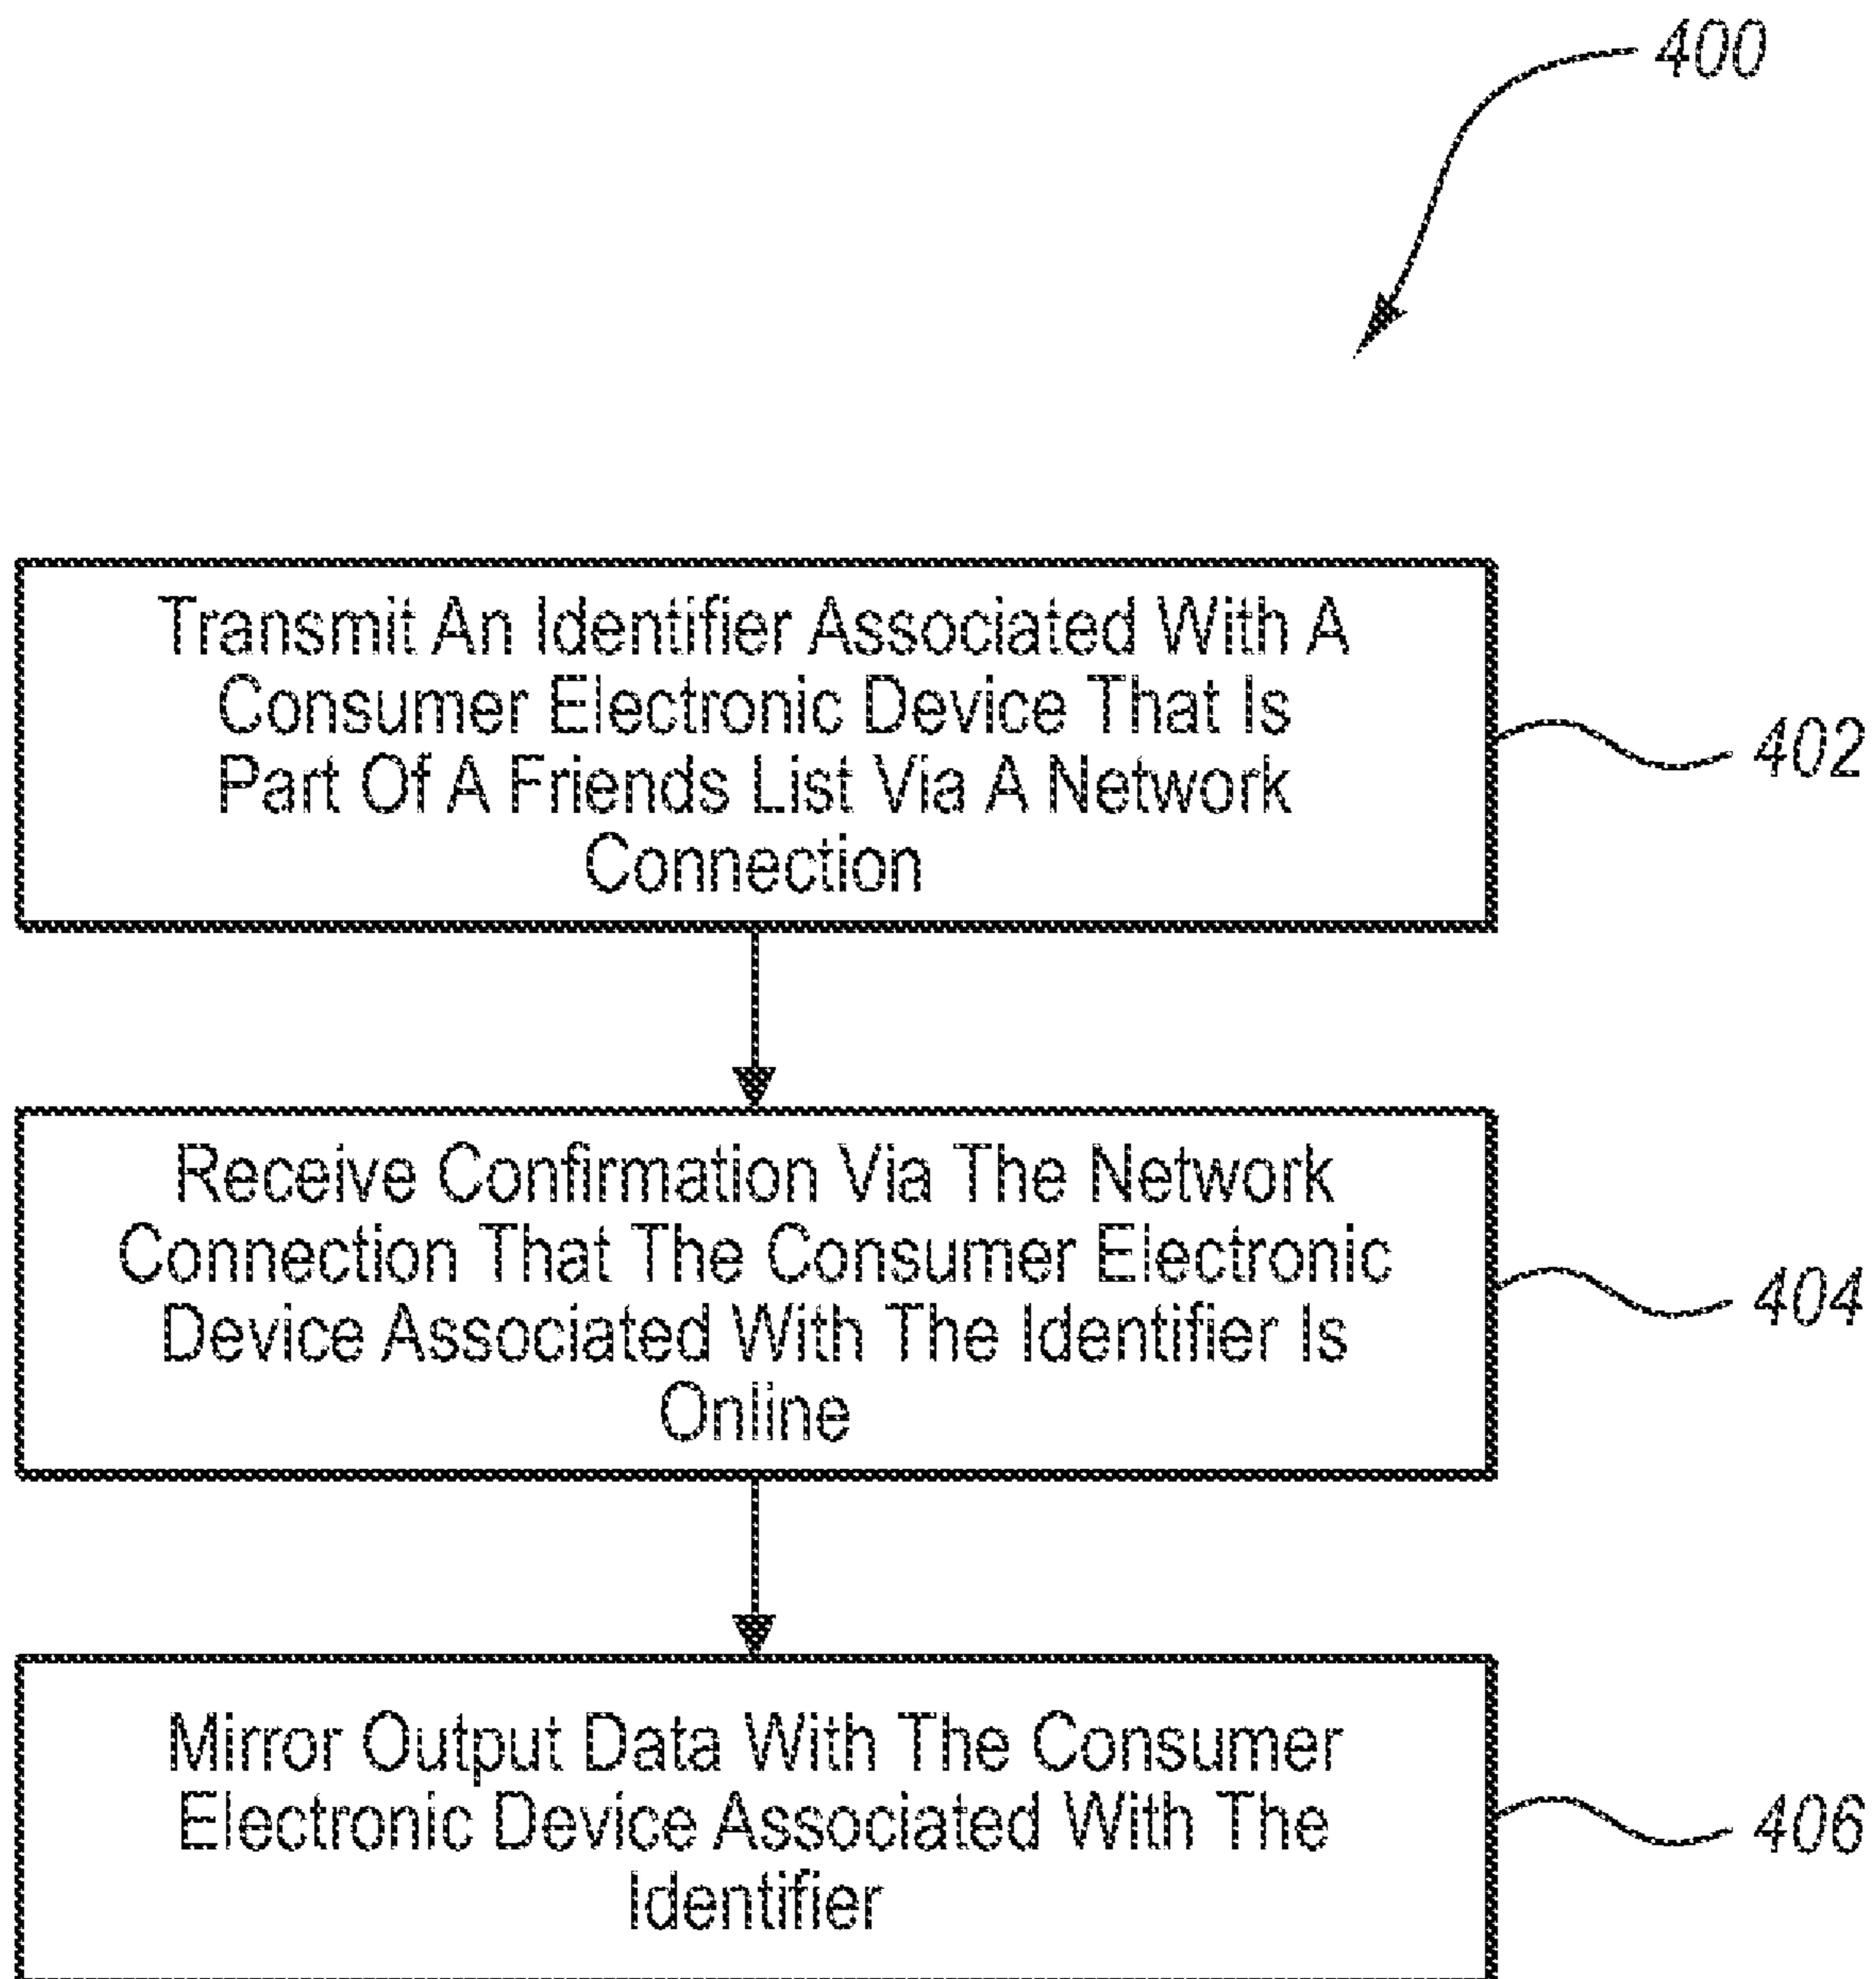 400
Transmit An Identifier Associated With A
Consumer Electronic Device That Is
Part Of A Friends List Via A Network
Connection
402
Receive Confirmation Via The Network
Connection That The Consumer Electronic
Device Associated With The Identifier Is
Online
404
Mirror Output Data With The Consumer
Electronic Device Associated With The
Identifier
406